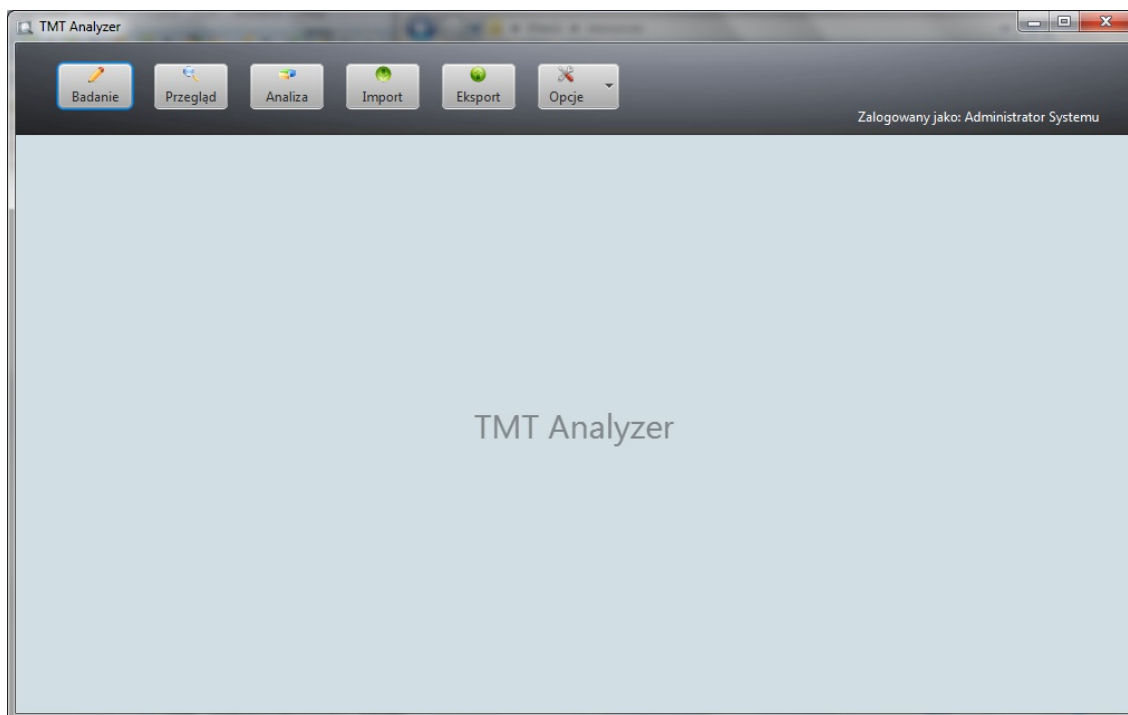 TMT Analyzer
Badanie
Przegląd
Analiza
Import
Eksport
Opcje
Zalogowany jako: Administrator Systemu
TMT Analyzer